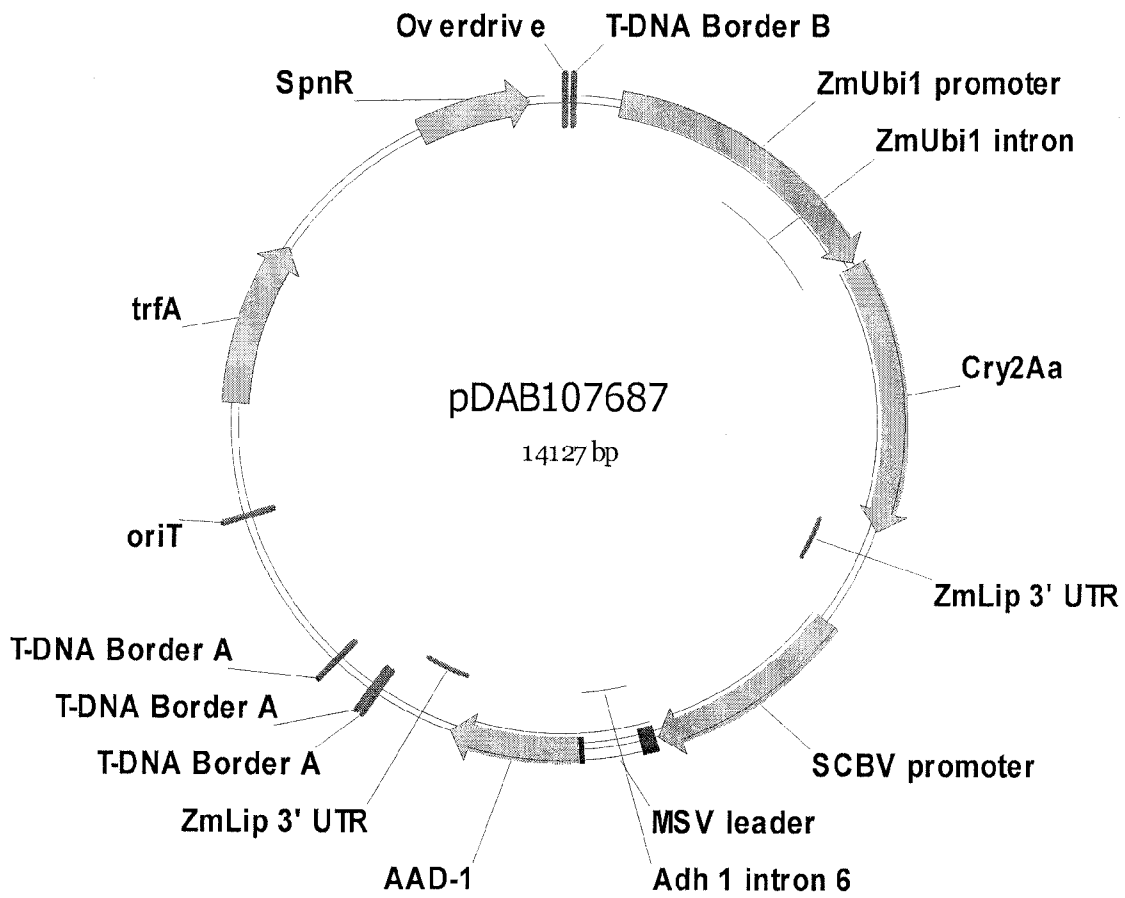 Overdrive
T-DNA Border B
SpnR
ZmUbi1 promoter
ZmUbi1 intron
trfA
Cry2Aa
pDAB107687
14127 bp
oriT
ZmLip 3' UTR
T-DNA Border A
T-DNA Border A
T-DNA Border A
SCBV promoter
ZmLip 3' UTR
MSV leader
AAD-1
Adh 1 intron 6